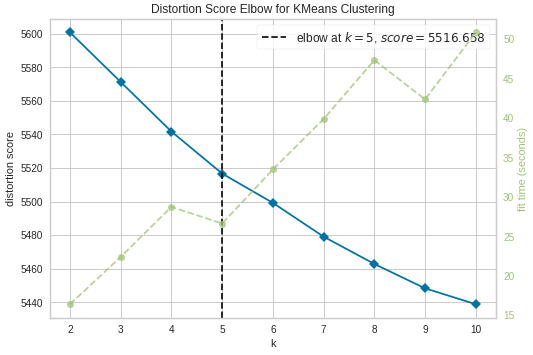 Distortion Score Elbow for KMeans Clustering
elbow at k = 5, score = 5516.658
distortion score
5600
5580
5560
5540
5520
5500
5480
5460
5440
2 3 4 5 6 7 8 9 10
k
50
45
40
35
30
25
20
15
fit time (seconds)